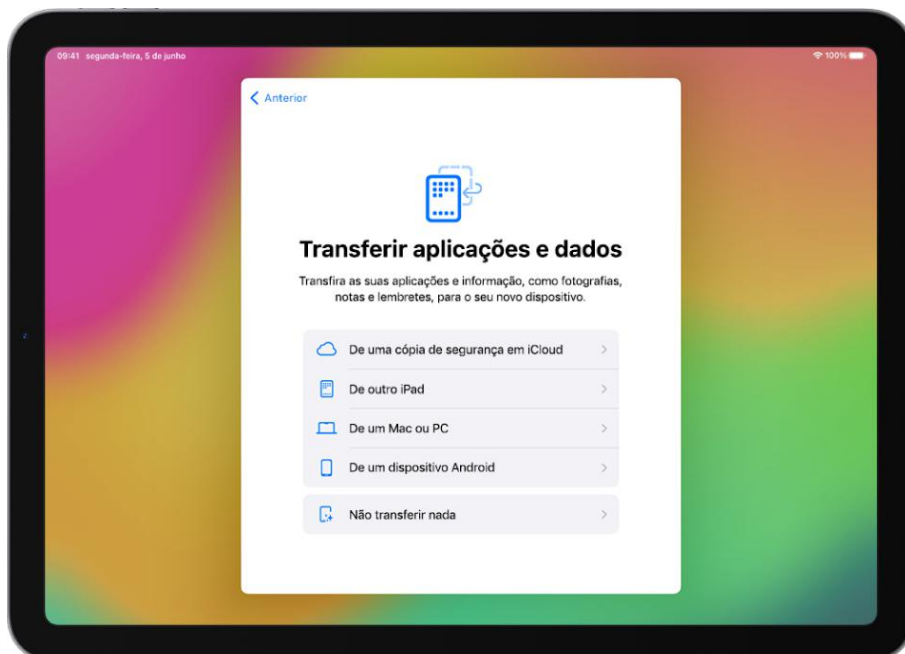 09:41 segunda-feira, 5 de junho
100%
Anterior
Transferir aplicações e dados
Transfira as suas aplicações e informação, como fotografias,
notas e lembretes, para o seu novo dispositivo.
De uma cópia de segurança em iCloud
De outro iPad
De um Mac ou PC
De um dispositivo Android
Não transferir nada